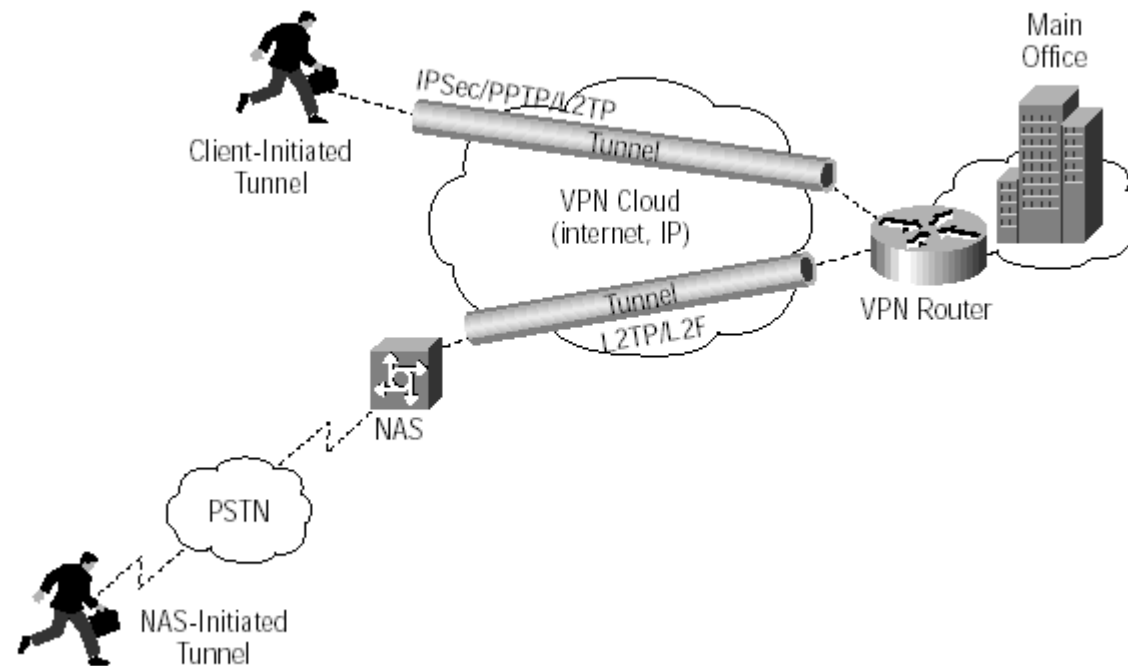 Main
Office
IPSec/PPTP/L2TP
Tunnel
Client-Initiated
Tunnel
VPN Cloud
(internet, IP)
Tunnel
L2TP/L2F
VPN Router
NAS
PSTN
NAS-Initiated
Tunnel